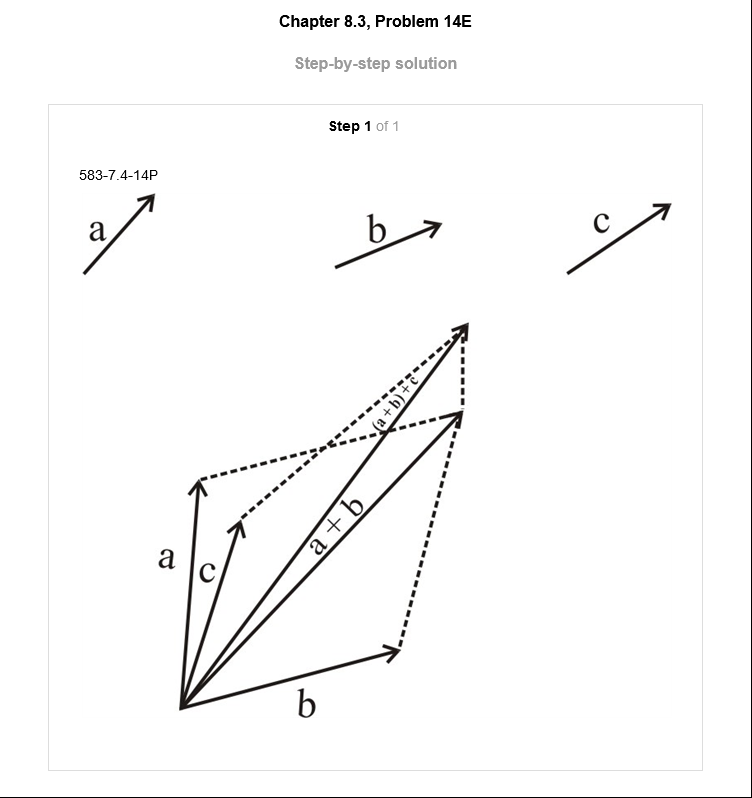 Chapter 8.3, Problem 14E
Step-by-step solution
Step 1 of 1
583-7.4-14P
a
b
c
(a + b) + c
a + b
a
c
b